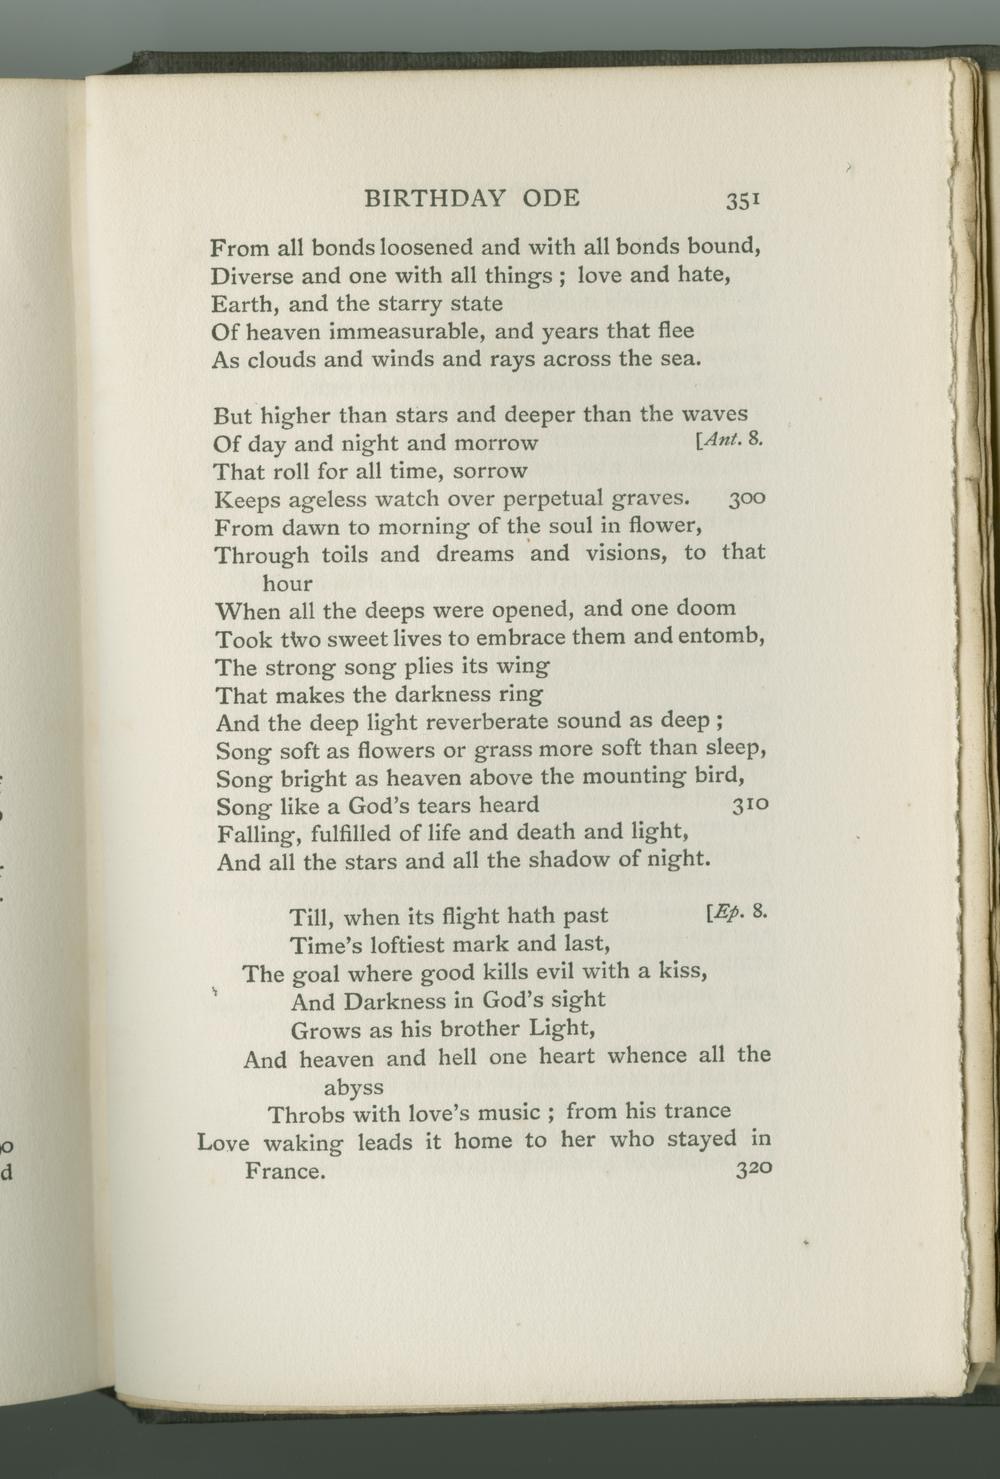 BIRTHDAY ODE 351
From all bonds loosened and with all bonds bound,
Diverse and one with all things ; love and hate,
Earth, and the starry state
Of heaven immeasurable, and years that flee
As clouds and winds and rays across the sea.
But higher than stars and deeper than the waves
Of day and night and morrow [Ant. 8.
That roll for all time, sorrow
Keeps ageless watch over perpetual graves. 300
From dawn to morning of the soul in flower,
Through toils and dreams and visions, to that
hour
When all the deeps were opened, and one doom
Took two sweet lives to embrace them and entomb,
The strong song plies its wing
That makes the darkness ring
And the deep light reverberate sound as deep ;
Song soft as flowers or grass more soft than sleep,
Song bright as heaven above the mounting bird,
Song like a God's tears heard 310
Falling, fulfilled of life and death and light,
And all the stars and all the shadow of night.
Till, when its flight hath past [Ep. 8.
Time's loftiest mark and last,
The goal where good kills evil with a kiss,
And Darkness in God's sight
Grows as his brother Light,
And heaven and hell one heart whence all the
abyss
Throbs with love's music ; from his trance
Love waking leads it home to her who stayed in
France. 320